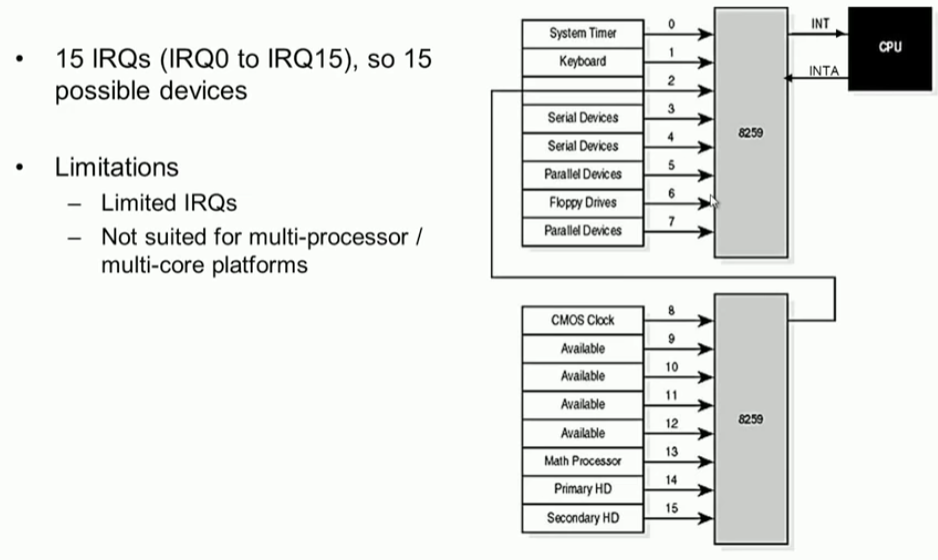 • 15 IRQs (IRQ0 to IRQ15), so 15
possible devices
• Limitations
– Limited IRQs
– Not suited for multi-processor /
multi-core platforms
System Timer 0
Keyboard 1
2
Serial Devices 3
Serial Devices 4
Parallel Devices 5
Floppy Drives 6
Parallel Devices 7
8259
INT
INTA
CPU
CMOS Clock 8
Available 9
Available 10
Available 11
Available 12
Math Processor 13
Primary HD 14
Secondary HD 15
8259